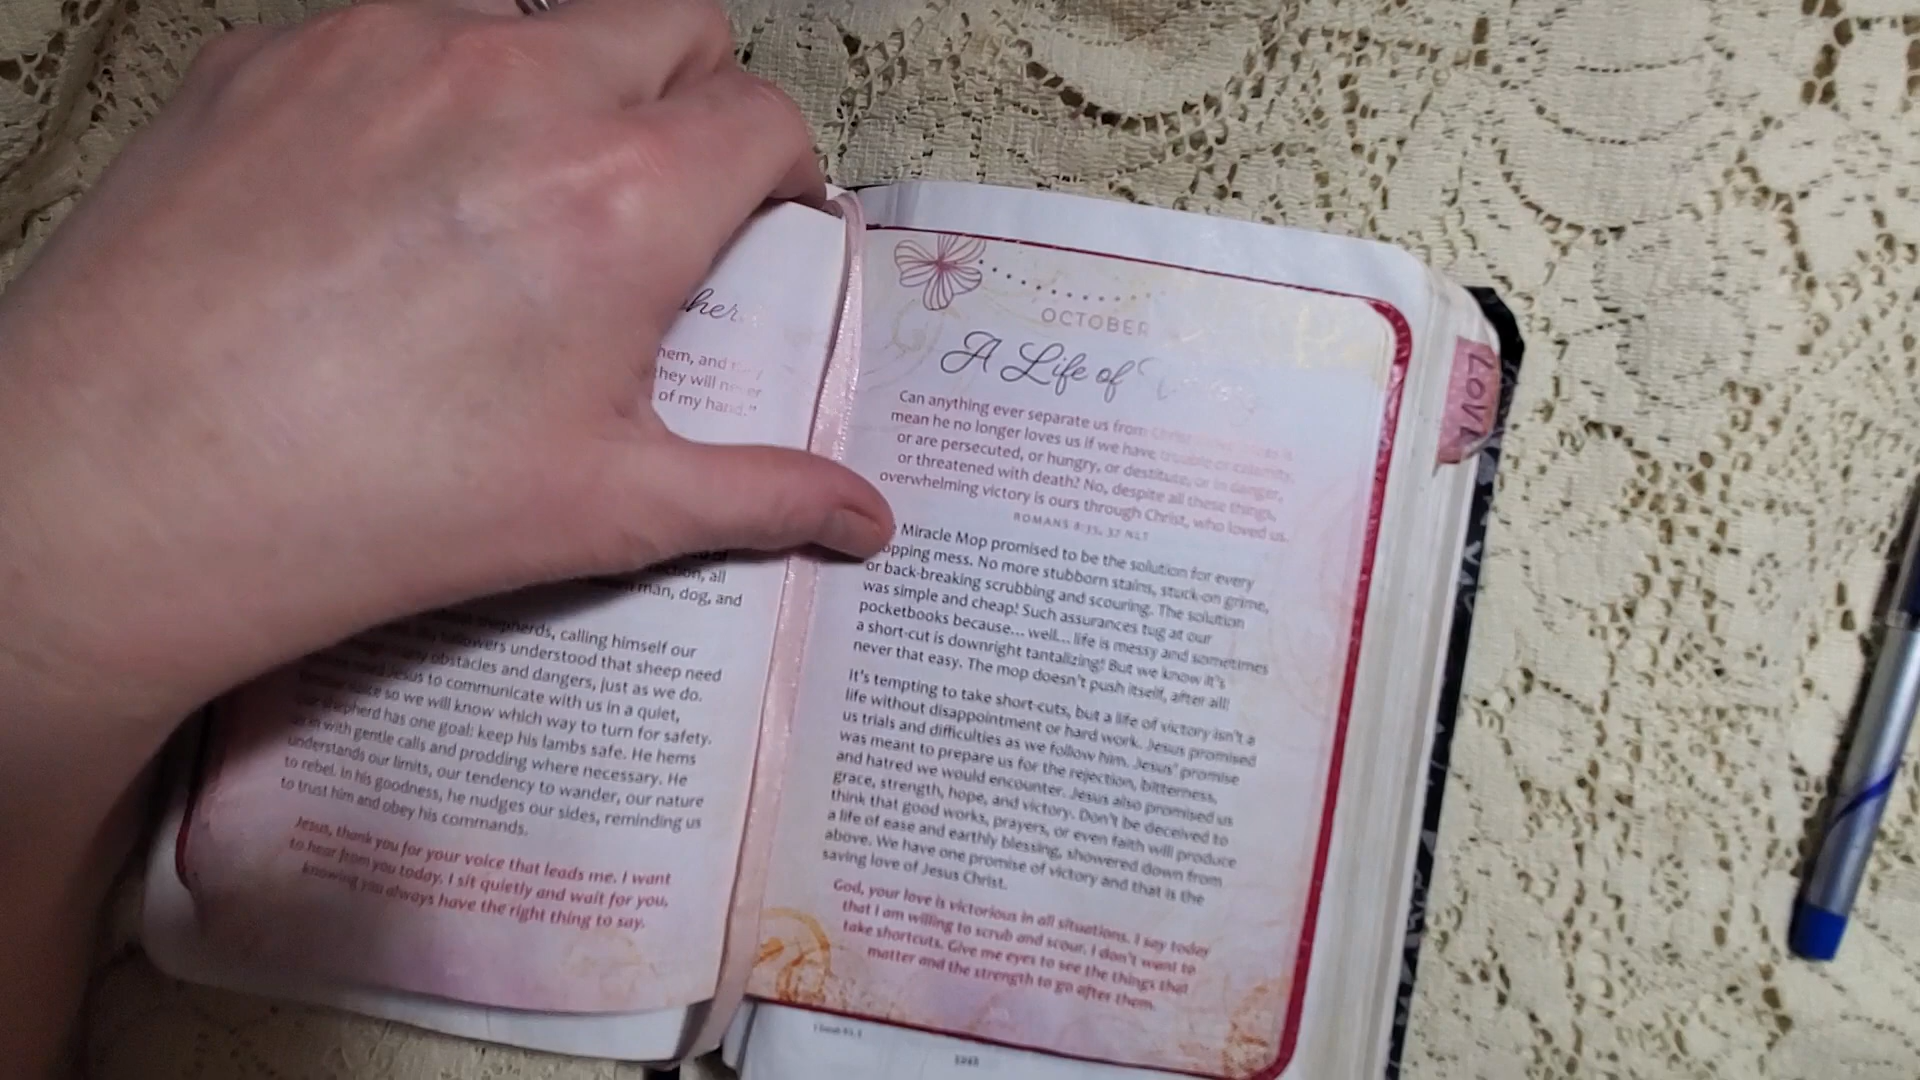 hem, and
they will never
of my hand."
all
man, dog, and
shepherds, calling himself our
followers understood that sheep need
obstacles and dangers, just as we do.
Jesus to communicate with us in a quiet,
so we will know which way to turn for safety.
shepherd has one goal: keep his lambs safe. He hems
us in with gentle calls and prodding where necessary. He
understands our limits, our tendency to wander, our nature
to rebel. In his goodness, he nudges our sides, reminding us
to trust him and obey his commands.
Jesus, thank you for your voice that leads me. I want
to hear from you today. I sit quietly and wait for you,
knowing you always have the right thing to say.
OCTOBER
A Life of
Can anything ever separate us from
mean he no longer loves us if we have trouble or calamity,
or are persecuted, or hungry, or destitute, or in danger,
or threatened with death? No, despite all these things,
overwhelming victory is ours through Christ, who loved us.
ROMANS 8:35, 37 NLT
Miracle Mop promised to be the solution for every
mess. No more stubborn stains, stuck-on grime,
or back-breaking scrubbing and scouring. The solution
was simple and cheap! Such assurances tug at our
pocketbooks because... well... life is messy and sometimes
a short-cut is downright tantalizing! But we know it's
never that easy. The mop doesn't push itself, after all!
It's tempting to take short-cuts, but a life of victory isn't a
life without disappointment or hard work. Jesus promised
us trials and difficulties as we follow him. Jesus' promise
was meant to prepare us for the rejection, bitterness,
and hatred we would encounter. Jesus also promised us
grace, strength, hope, and victory. Don't be deceived to
think that good works, prayers, or even faith will produce
a life of ease and earthly blessing, showered down from
above. We have one promise of victory and that is the
saving love of Jesus Christ.
God, your love is victorious in all situations. I say today
that I am willing to scrub and scour. I don't want to
take shortcuts. Give me eyes to see the things that
matter and the strength to go after them.
LOVE